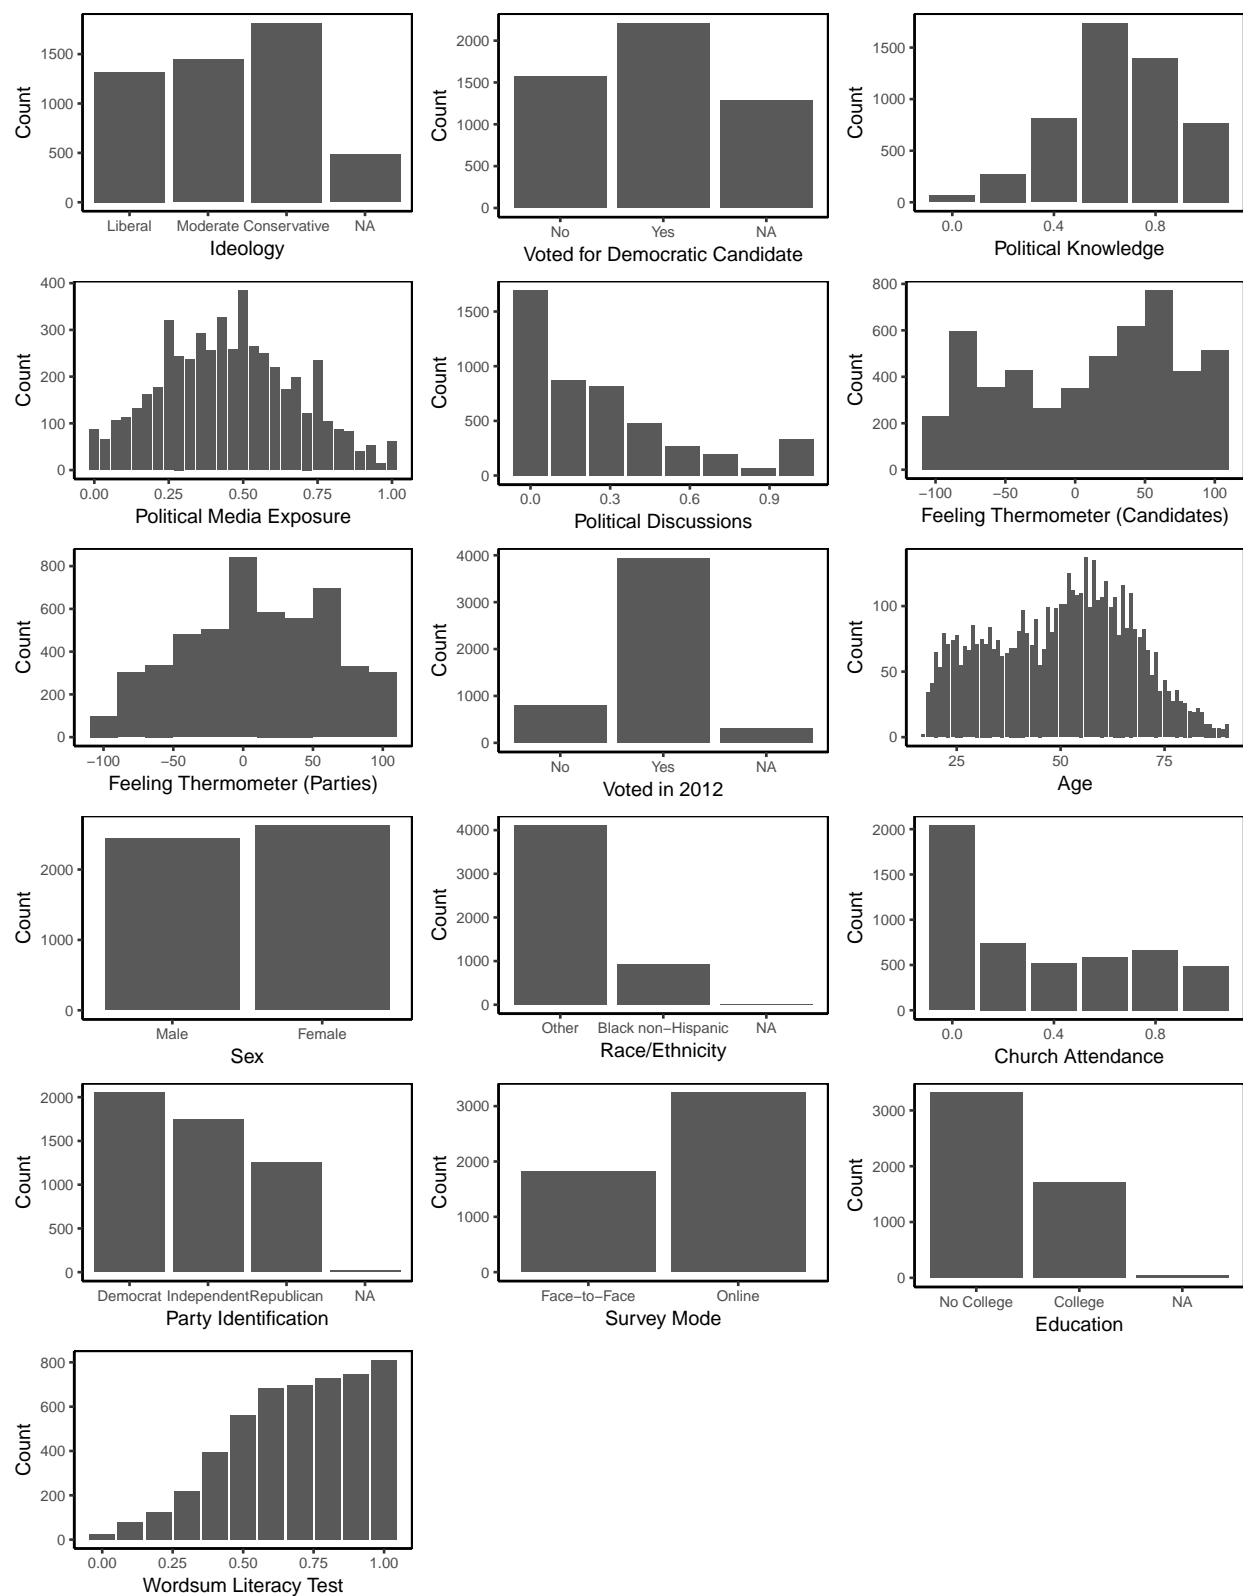 Count
1500
1000
500
0
Liberal Moderate Conservative NA
Ideology
Count
2000
1500
1000
500
0
No Yes NA
Voted for Democratic Candidate
Count
1500
1000
500
0
0.0 0.4 0.8
Political Knowledge
Count
400
300
200
100
0
0.00 0.25 0.50 0.75 1.00
Political Media Exposure
Count
1500
1000
500
0
0.0 0.3 0.6 0.9
Political Discussions
Count
800
600
400
200
0
−100 −50 0 50 100
Feeling Thermometer (Candidates)
Count
800
600
400
200
0
−100 −50 0 50 100
Feeling Thermometer (Parties)
Count
4000
3000
2000
1000
0
No Yes NA
Voted in 2012
Count
100
50
0
25 50 75
Age
Count
2000
1000
0
Male Female
Sex
Count
4000
3000
2000
1000
0
Other Black non−Hispanic NA
Race/Ethnicity
Count
2000
1500
1000
500
0
0.0 0.4 0.8
Church Attendance
Count
2000
1500
1000
500
0
Democrat Independent Republican NA
Party Identification
Count
3000
2000
1000
0
Face−to−Face Online
Survey Mode
Count
3000
2000
1000
0
No College College NA
Education
Count
800
600
400
200
0
0.00 0.25 0.50 0.75 1.00
Wordsum Literacy Test